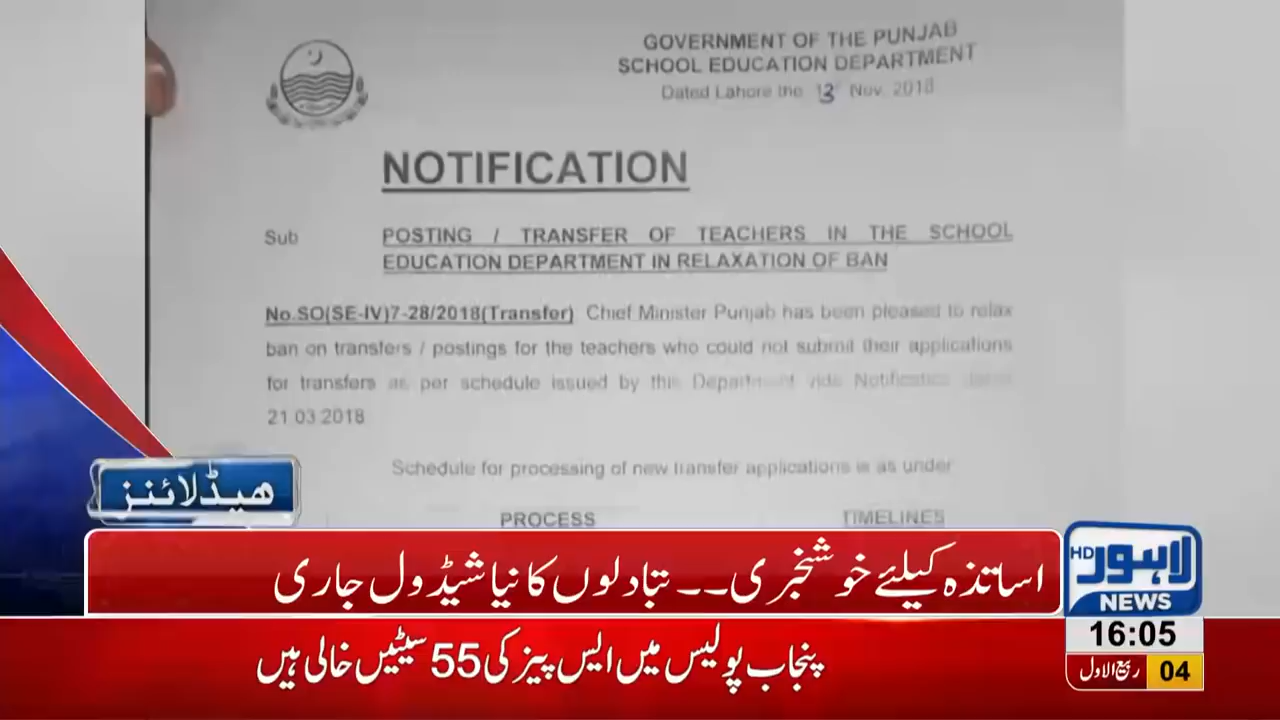 GOVERNMENT OF THE PUNJAB
SCHOOL EDUCATION DEPARTMENT
Dated Lahore the 13 Nov, 2018
NOTIFICATION
Sub POSTING / TRANSFER OF TEACHERS IN THE SCHOOL
EDUCATION DEPARTMENT IN RELAXATION OF BAN
No.SO(SE-IV)7-28/2018(Transfer) Chief Minister Punjab has been pleased to relax
ban on transfers / postings for the teachers who could not submit their applications
for transfers as per schedule issued by this Department vide Notification
21.03.2018
Schedule for processing of new transfer applications is as under
PROCESS TIMELINES
ہیڈلائنز
اساتذہ کیلئے خوشخبری۔۔ تبادلوں کا نیا شیڈول جاری
پنجاب پولیس میں ایس پیز کی 55 سیٹیں خالی ہیں
لاہور HD
NEWS
16:05
04 ربیع الاول